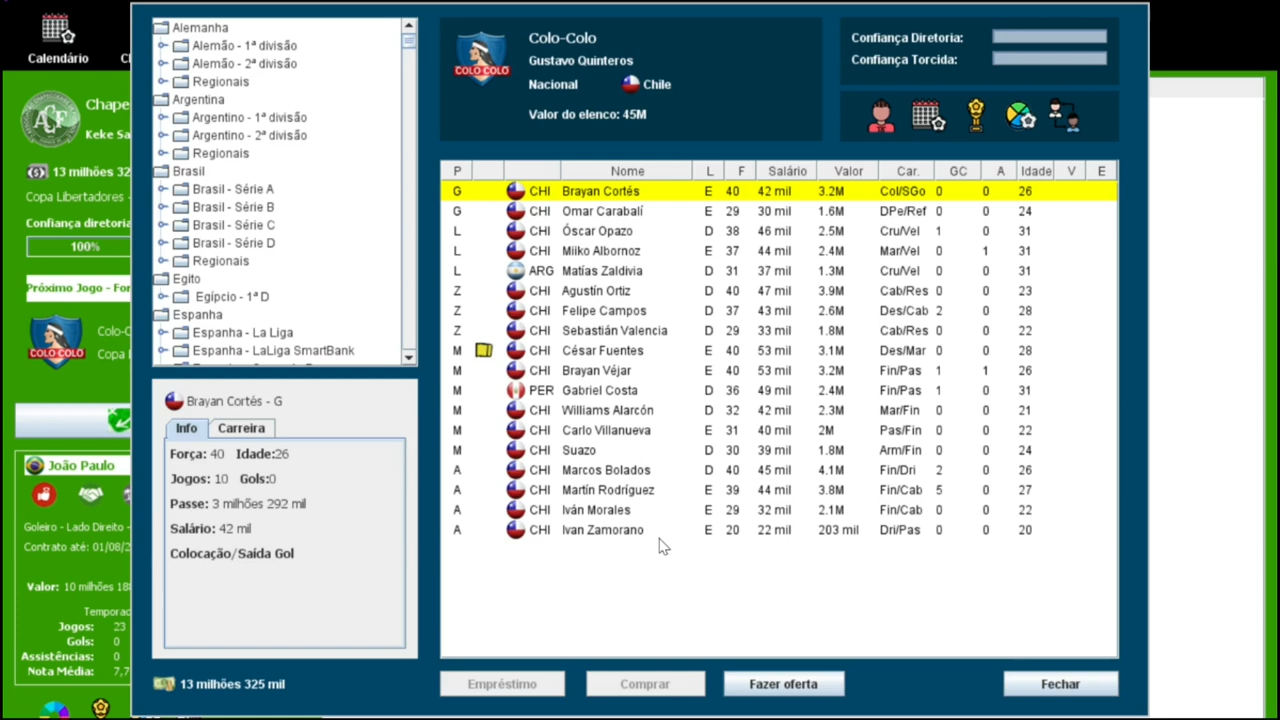 Calendário
Chape
Keke Sa
13 milhões 325
Copa Libertadores -
Confiança diretoria
100%
Próximo Jogo - For
COLO COLO
Colo-C
Copa
João Paulo
Goleiro - Lado Direito -
Contrato até: 01/08/2
Valor: 10 milhões 188
Temporad
Jogos: 23
Gols: 0
Assistências: 0
Nota Média: 7,7
Alemanha
Alemão - 1ª divisão
Alemão - 2ª divisão
Regionais
Argentina
Argentino - 1ª divisão
Argentino - 2ª divisão
Regionais
Brasil
Brasil - Série A
Brasil - Série B
Brasil - Série C
Brasil - Série D
Regionais
Egito
Egípcio - 1ª D
Espanha
Espanha - La Liga
Espanha - LaLiga SmartBank
Brayan Cortés - G
Info Carreira
Força: 40 Idade:26
Jogos: 10 Gols:0
Passe: 3 milhões 292 mil
Salário: 42 mil
Colocação/Saída Gol
13 milhões 325 mil
COLO COLO
Colo-Colo
Gustavo Quinteros
Nacional Chile
Valor do elenco: 45M
Confiança Diretoria:
Confiança Torcida:
P Nome L F Salário Valor Car. GC A Idade V E
G CHI Brayan Cortés E 40 42 mil 3.2M Col/SGo 0 0 26
G CHI Omar Carabalí E 29 30 mil 1.6M DPe/Ref 0 0 24
L CHI Óscar Opazo D 38 46 mil 2.5M Cru/Vel 1 0 31
L CHI Miiko Albornoz E 37 44 mil 2.4M Mar/Vel 0 1 31
L ARG Matías Zaldivia D 31 37 mil 1.3M Cru/Vel 0 0 31
Z CHI Agustín Ortiz D 40 47 mil 3.9M Cab/Res 0 0 23
Z CHI Felipe Campos D 37 43 mil 2.6M Des/Cab 2 0 28
Z CHI Sebastián Valencia D 29 33 mil 1.8M Cab/Res 0 0 22
M CHI César Fuentes E 40 53 mil 3.1M Des/Mar 0 0 28
M CHI Brayan Véjar E 40 53 mil 3.2M Fin/Pas 1 1 26
M PER Gabriel Costa D 36 49 mil 2.4M Fin/Pas 1 0 31
M CHI Williams Alarcón D 32 42 mil 2.3M Mar/Fin 0 0 21
M CHI Carlo Villanueva E 31 40 mil 2M Pas/Fin 0 0 22
M CHI Suazo D 30 39 mil 1.8M Arm/Fin 0 0 24
A CHI Marcos Bolados D 40 45 mil 4.1M Fin/Dri 2 0 26
A CHI Martín Rodríguez E 39 44 mil 3.8M Fin/Cab 5 0 27
A CHI Iván Morales E 29 32 mil 2.1M Fin/Cab 0 0 22
A CHI Ivan Zamorano E 20 22 mil 203 mil Dri/Pas 0 0 20
Empréstimo Comprar Fazer oferta Fechar